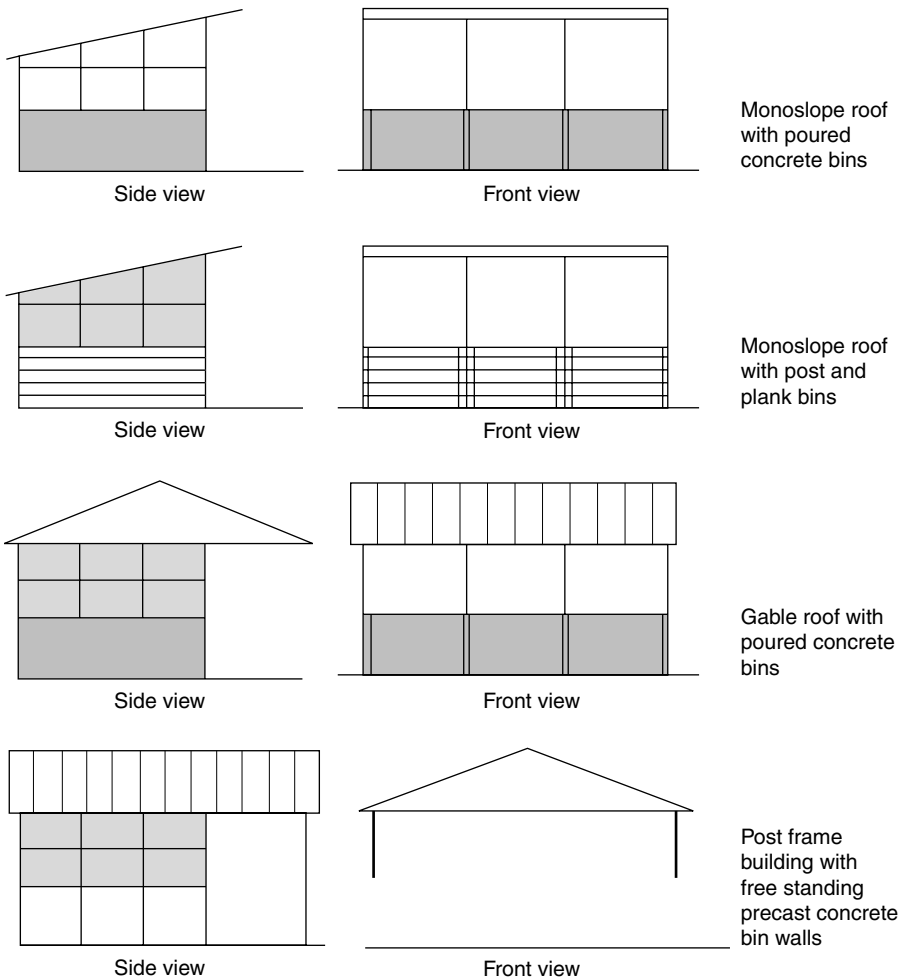 Side view
Front view
Monoslope roof
with poured
concrete bins
Side view
Front view
Monoslope roof
with post and
plank bins
Side view
Front view
Gable roof with
poured concrete
bins
Side view
Front view
Post frame
building with
free standing
precast concrete
bin walls